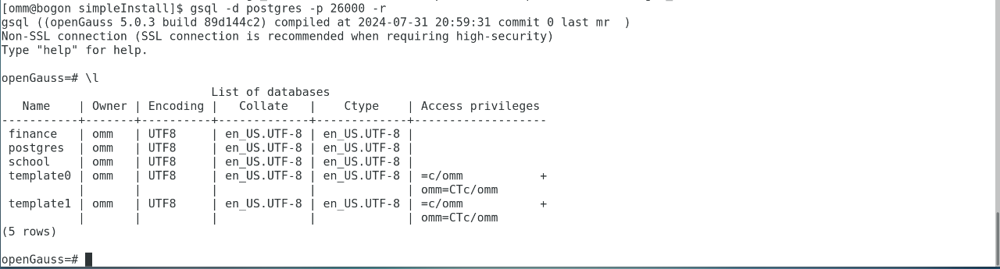 [omm@bogon simpleInstall]$ gsql -d postgres -p 26000 -r
gsql ((openGauss 5.0.3 build 89d144c2) compiled at 2024-07-31 20:59:31 commit 0 last mr  )
Non-SSL connection (SSL connection is recommended when requiring high-security)
Type "help" for help.

openGauss=# \l
                              List of databases
   Name    | Owner | Encoding |   Collate   |    Ctype    | Access privileges
-----------+-------+----------+-------------+-------------+-------------------
 finance   | omm   | UTF8     | en_US.UTF-8 | en_US.UTF-8 |
 postgres  | omm   | UTF8     | en_US.UTF-8 | en_US.UTF-8 |
 school    | omm   | UTF8     | en_US.UTF-8 | en_US.UTF-8 |
 template0 | omm   | UTF8     | en_US.UTF-8 | en_US.UTF-8 | =c/omm           +
           |       |          |             |             | omm=CTc/omm
 template1 | omm   | UTF8     | en_US.UTF-8 | en_US.UTF-8 | =c/omm           +
           |       |          |             |             | omm=CTc/omm
(5 rows)

openGauss=#